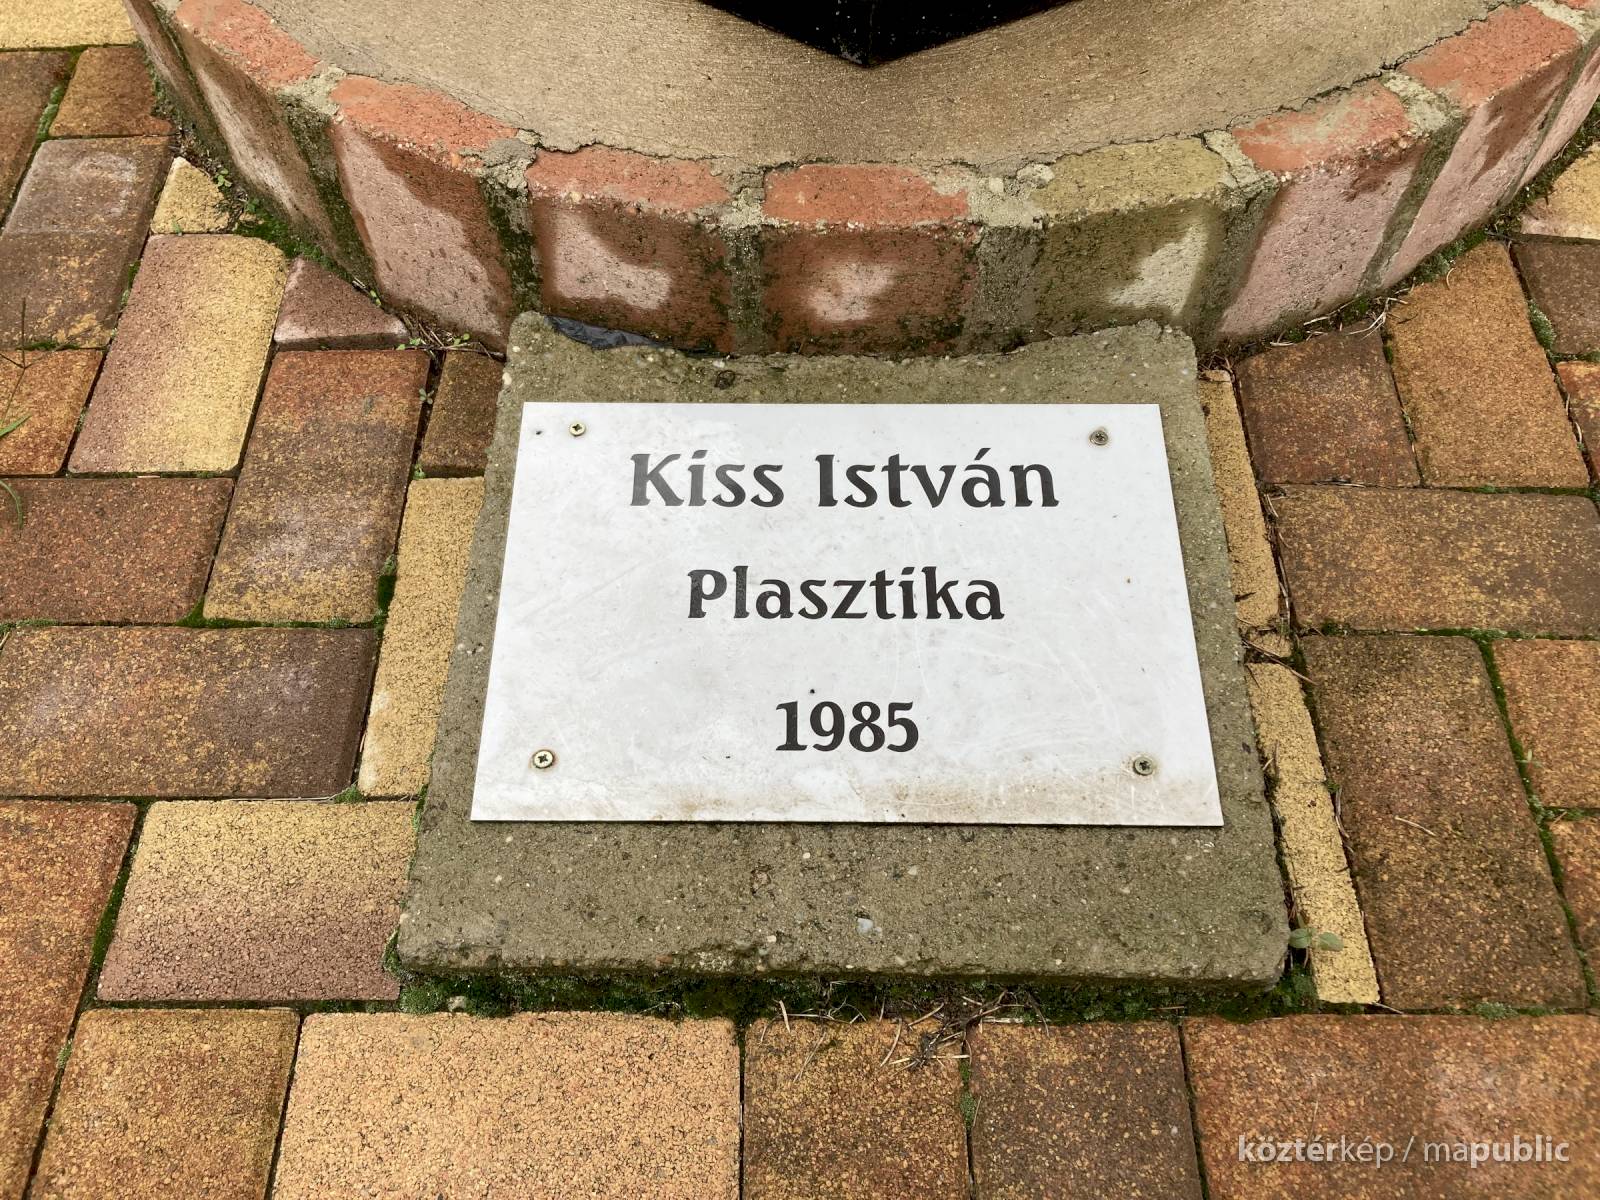 Kiss István
Plasztika
1985
köztérkép / mapublic